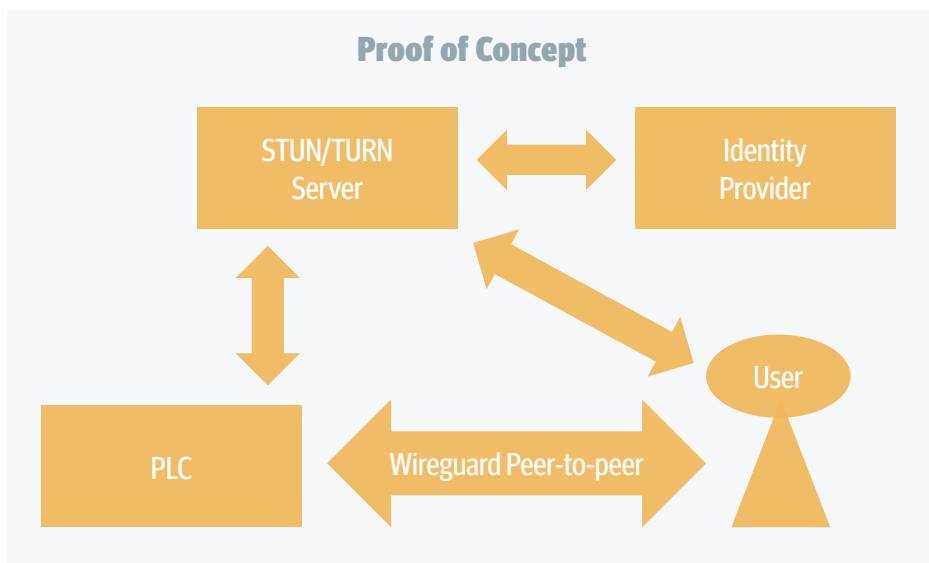 Proof of Concept
STUN/TURN
Server
Identity
Provider
User
PLC
Wireguard Peer-to-peer